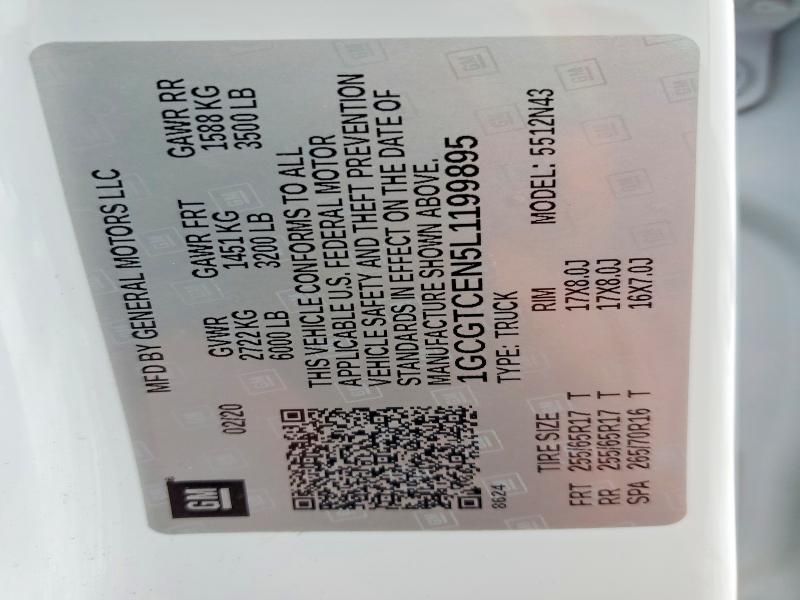 GM
02/20
MFD BY GENERAL MOTORS LLC
GVWR GAWR FRT GAWR RR
2722KG 1451 KG 1588 KG
6000 LB 3200 LB 3500 LB
THIS VEHICLE CONFORMS TO ALL
APPLICABLE U.S. FEDERAL MOTOR
VEHICLE SAFETY AND THEFT PREVENTION
STANDARDS IN EFFECT ON THE DATE OF
MANUFACTURE SHOWN ABOVE.
1GCGTCEN5L1199895
8624
TYPE: TRUCK MODEL: 5512N43
TIRE SIZE RIM
FRT 255/65R17 T 17X8.0J
RR 255/65R17 T 17X8.0J
SPA 265/70R16 T 16X7.0J